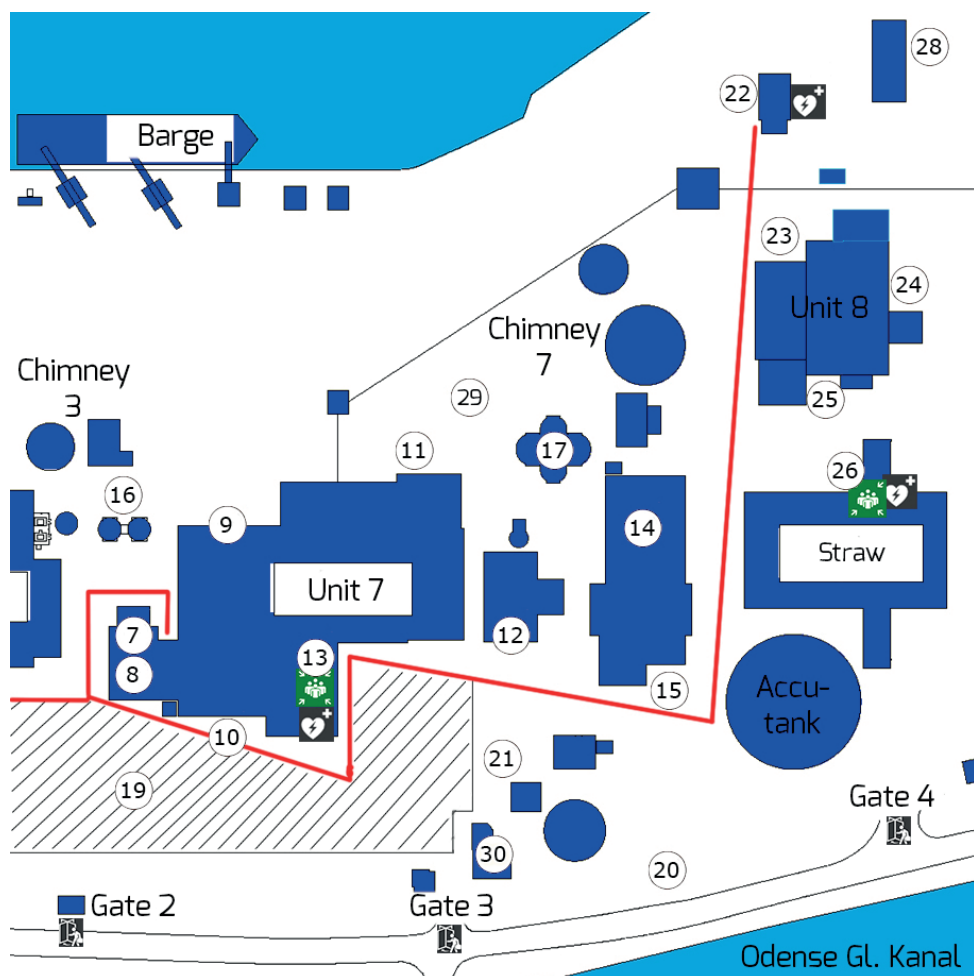 28
22
Barge
23
24
Unit 8
Chimney
7
Chimney
3
29
25
11
17
26
16
9
14
Straw
Unit 7
7
12
13
8
15
Accu-
tank
10
21
19
Gate 4
30
20
Gate 2
Gate 3
Odense Gl. Kanal